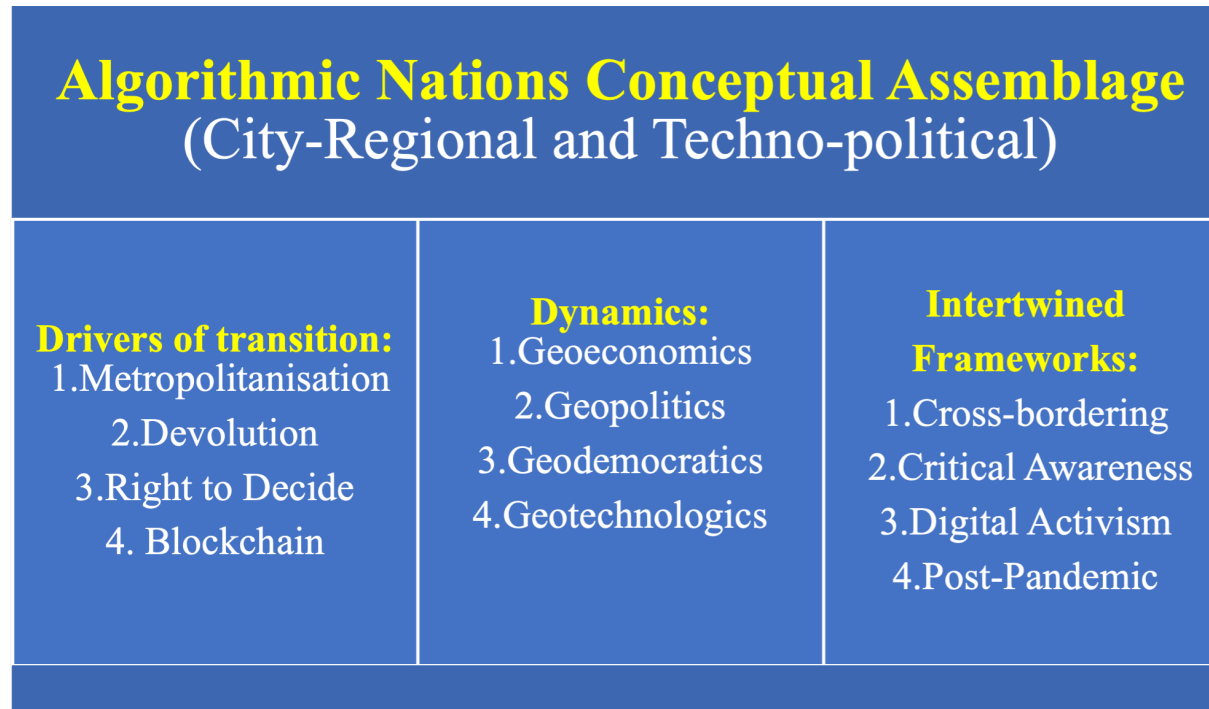 Algorithmic Nations Conceptual Assemblage
(City-Regional and Techno-political)
Drivers of transition:
1.Metropolitanisation
2.Devolution
3.Right to Decide
4. Blockchain
Dynamics:
1.Geoeconomics
2.Geopolitics
3.Geodemocratics
4.Geotechnologics
Intertwined
Frameworks:
1.Cross-bordering
2.Critical Awareness
3.Digital Activism
4.Post-Pandemic